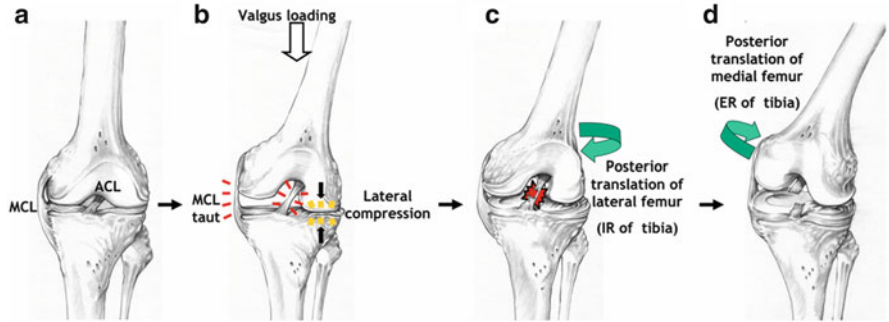 a
MCL
ACL
b
Valgus loading
MCL
taut
Lateral
compression
c
Posterior
translation of
lateral femur
(IR of tibia)
d
Posterior
translation of
medial femur
(ER of tibia)